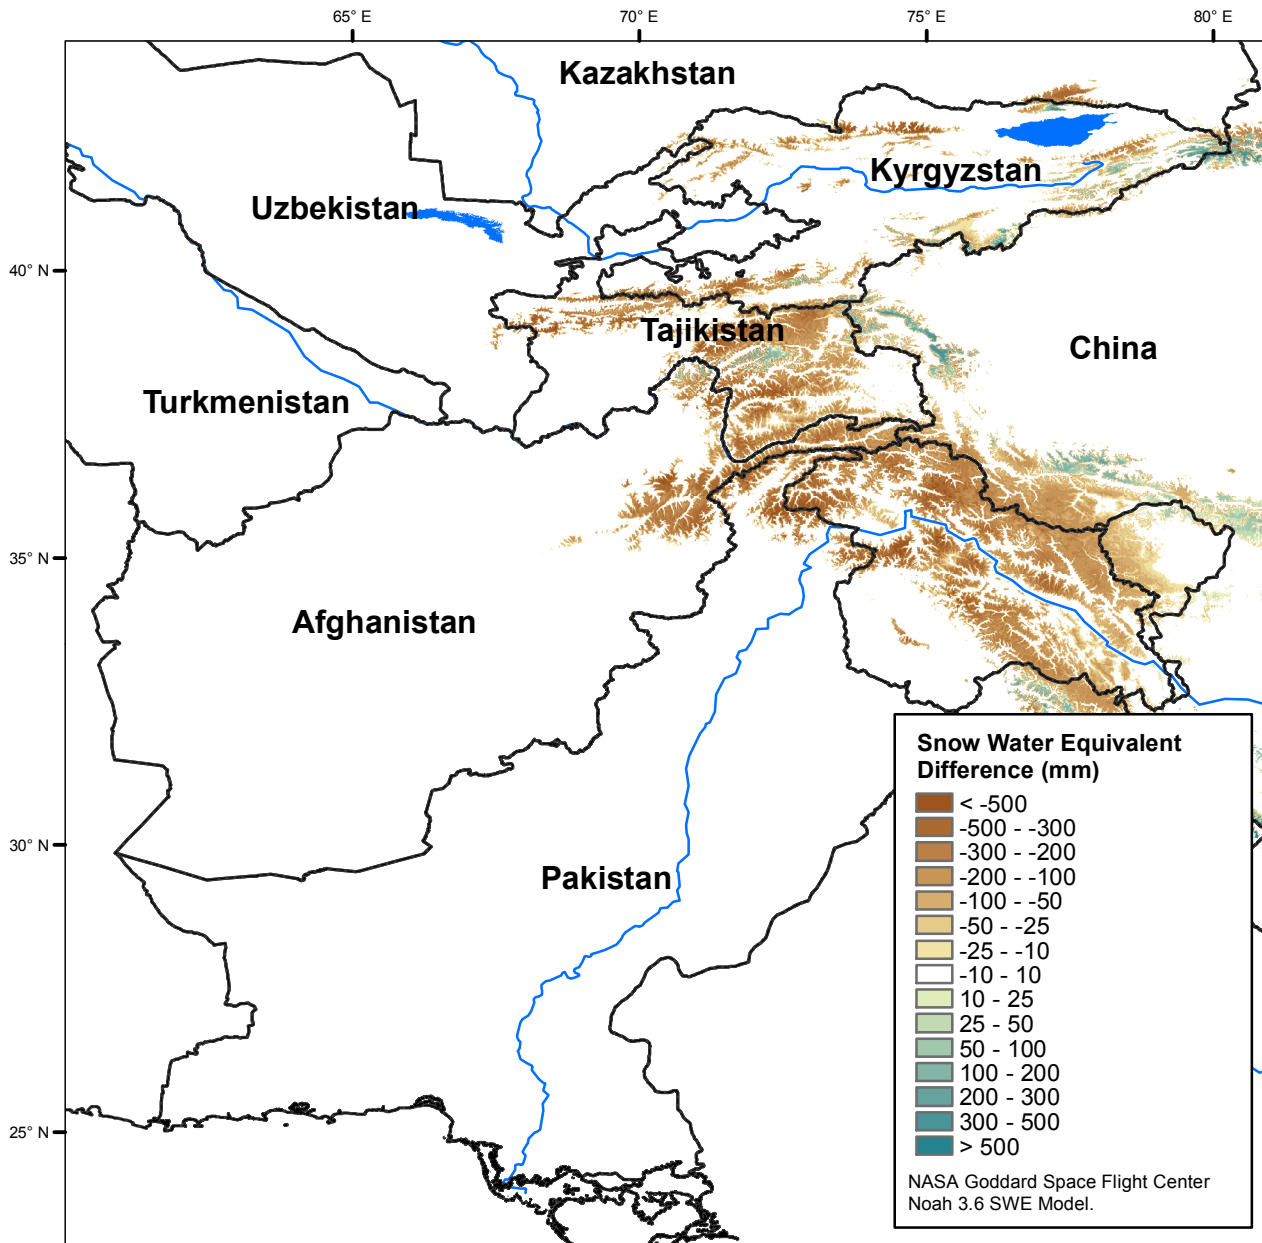 65° E
70° E
75° E
80° E
Kazakhstan
Kyrgyzstan
Uzbekistan
40° N
Tajikistan
China
Turkmenistan
35° N
Afghanistan
30° N
Pakistan
25° N
Snow Water Equivalent
Difference (mm)
< -500
-500 - -300
-300 - -200
-200 - -100
-100 - -50
-50 - -25
-25 - -10
-10 - 10
10 - 25
25 - 50
50 - 100
100 - 200
200 - 300
300 - 500
> 500
NASA Goddard Space Flight Center
Noah 3.6 SWE Model.